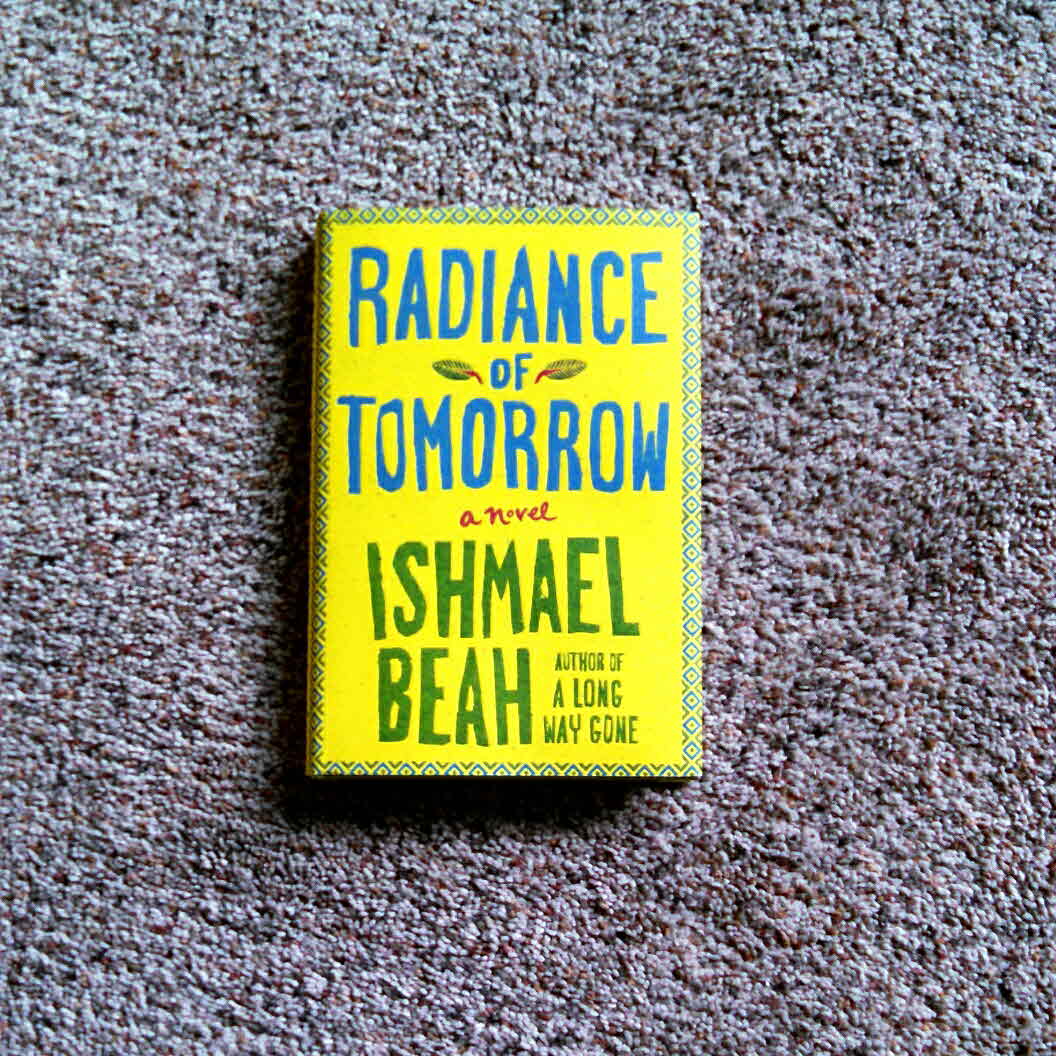 RADIANCE
OF
TOMORROW
a novel
ISHMAEL
BEAH
AUTHOR OF
A LONG
WAY GONE